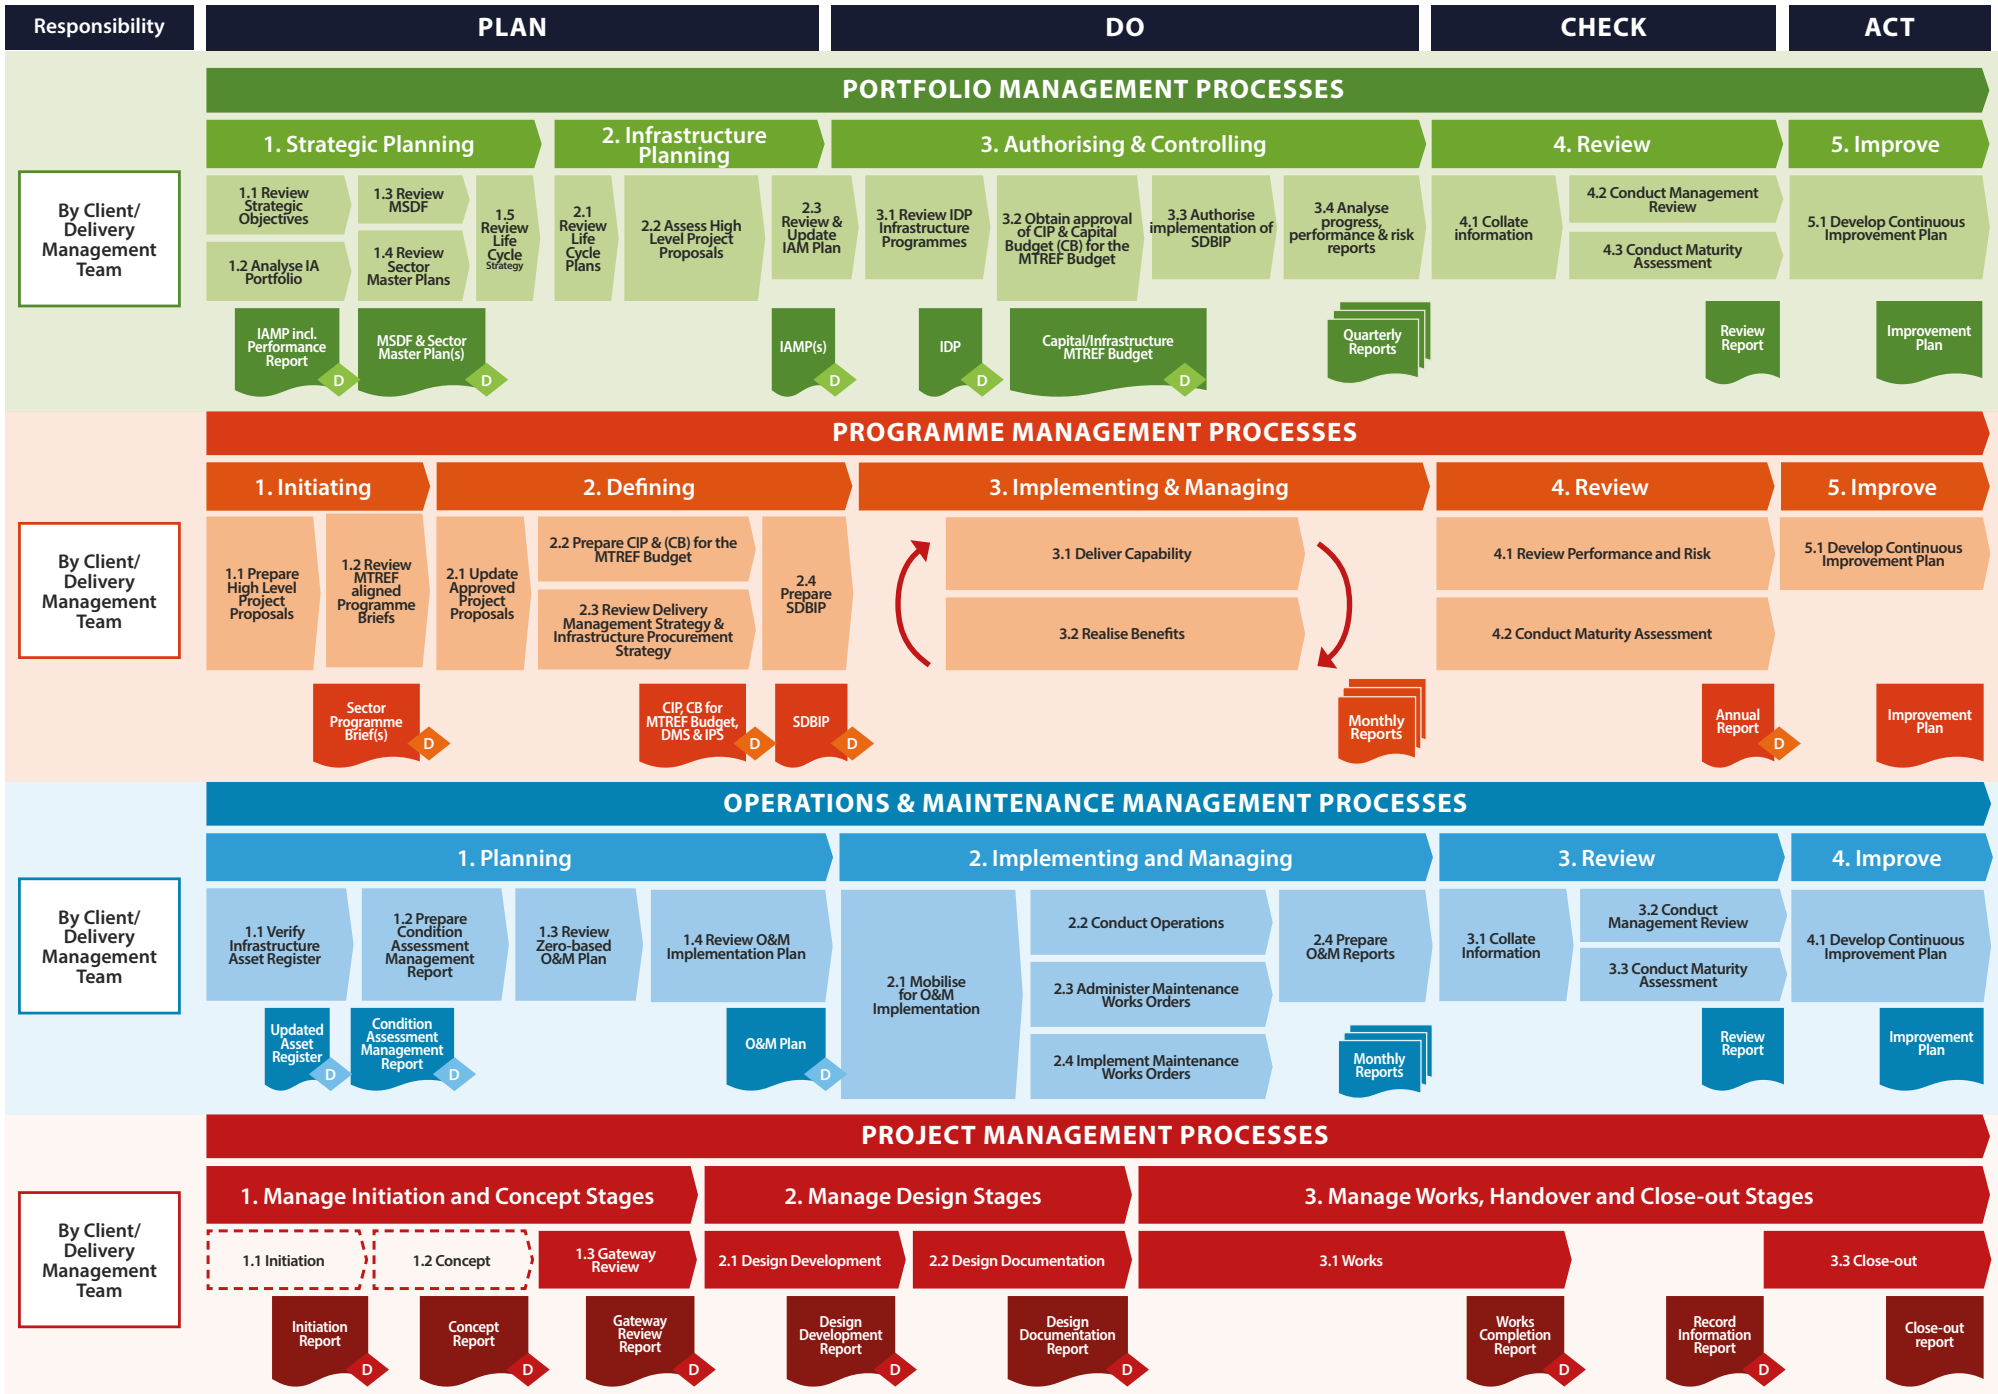 Responsibility
PLAN
DO
CHECK
ACT
PORTFOLIO MANAGEMENT PROCESSES
1. Strategic Planning
2. Infrastructure
Planning
3. Authorising & Controlling
4. Review
5. Improve
By Client/
Delivery
Management
Team
1.1 Review
Strategic
Objectives
1.2 Analyse IA
Portfolio
1.3 Review
MSDF
1.4 Review
Sector
Master Plans
1.5
Review
Life
Cycle
Strategy
2.1
Review
Life
Cycle
Plans
2.2 Assess High
Level Project
Proposals
2.3
Review &
Update
IAM Plan
3.1 Review IDP
Infrastructure
Programmes
3.2 Obtain approval
of CIP & Capital
Budget (CB) for the
MTREF Budget
3.3 Authorise
implementation of
SDBIP
3.4 Analyse
progress,
performance & risk
reports
4.1 Collate
information
4.2 Conduct Management
Review
4.3 Conduct Maturity
Assessment
5.1 Develop Continuous
Improvement Plan
IAMP incl.
Performance
Report
D
MSDF & Sector
Master Plan(s)
D
IAMP(s)
D
IDP
D
Capital/Infrastructure
MTREF Budget
D
Quarterly
Reports
Review
Report
Improvement
Plan
PROGRAMME MANAGEMENT PROCESSES
1. Initiating
2. Defining
3. Implementing & Managing
4. Review
5. Improve
By Client/
Delivery
Management
Team
1.1 Prepare
High Level
Project
Proposals
1.2 Review
MTREF
aligned
Programme
Briefs
2.1 Update
Approved
Project
Proposals
2.2 Prepare CIP & (CB) for the
MTREF Budget
2.3 Review Delivery
Management Strategy &
Infrastructure Procurement
Strategy
2.4
Prepare
SDBIP
3.1 Deliver Capability
3.2 Realise Benefits
4.1 Review Performance and Risk
4.2 Conduct Maturity Assessment
5.1 Develop Continuous
Improvement Plan
Sector
Programme
Brief(s)
D
CIP, CB for
MTREF Budget,
DMS & IPS
D
SDBIP
D
Monthly
Reports
Annual
Report
D
Improvement
Plan
OPERATIONS & MAINTENANCE MANAGEMENT PROCESSES
1. Planning
2. Implementing and Managing
3. Review
4. Improve
By Client/
Delivery
Management
Team
1.1 Verify
Infrastructure
Asset Register
1.2 Prepare
Condition
Assessment
Management
Report
1.3 Review
Zero-based
O&M Plan
1.4 Review O&M
Implementation Plan
2.1 Mobilise
for O&M
Implementation
2.2 Conduct Operations
2.3 Administer Maintenance
Works Orders
2.4 Implement Maintenance
Works Orders
2.4 Prepare
O&M Reports
3.1 Collate
Information
3.2 Conduct
Management Review
3.3 Conduct Maturity
Assessment
4.1 Develop Continuous
Improvement Plan
Updated
Asset
Register
D
Condition
Assessment
Management
Report
D
O&M Plan
D
Monthly
Reports
Review
Report
Improvement
Plan
PROJECT MANAGEMENT PROCESSES
1. Manage Initiation and Concept Stages
2. Manage Design Stages
3. Manage Works, Handover and Close-out Stages
By Client/
Delivery
Management
Team
1.1 Initiation
1.2 Concept
1.3 Gateway
Review
2.1 Design Development
2.2 Design Documentation
3.1 Works
3.3 Close-out
Initiation
Report
D
Concept
Report
D
Gateway
Review
Report
D
Design
Development
Report
D
Design
Documentation
Report
D
Works
Completion
Report
D
Record
Information
Report
D
Close-out
report